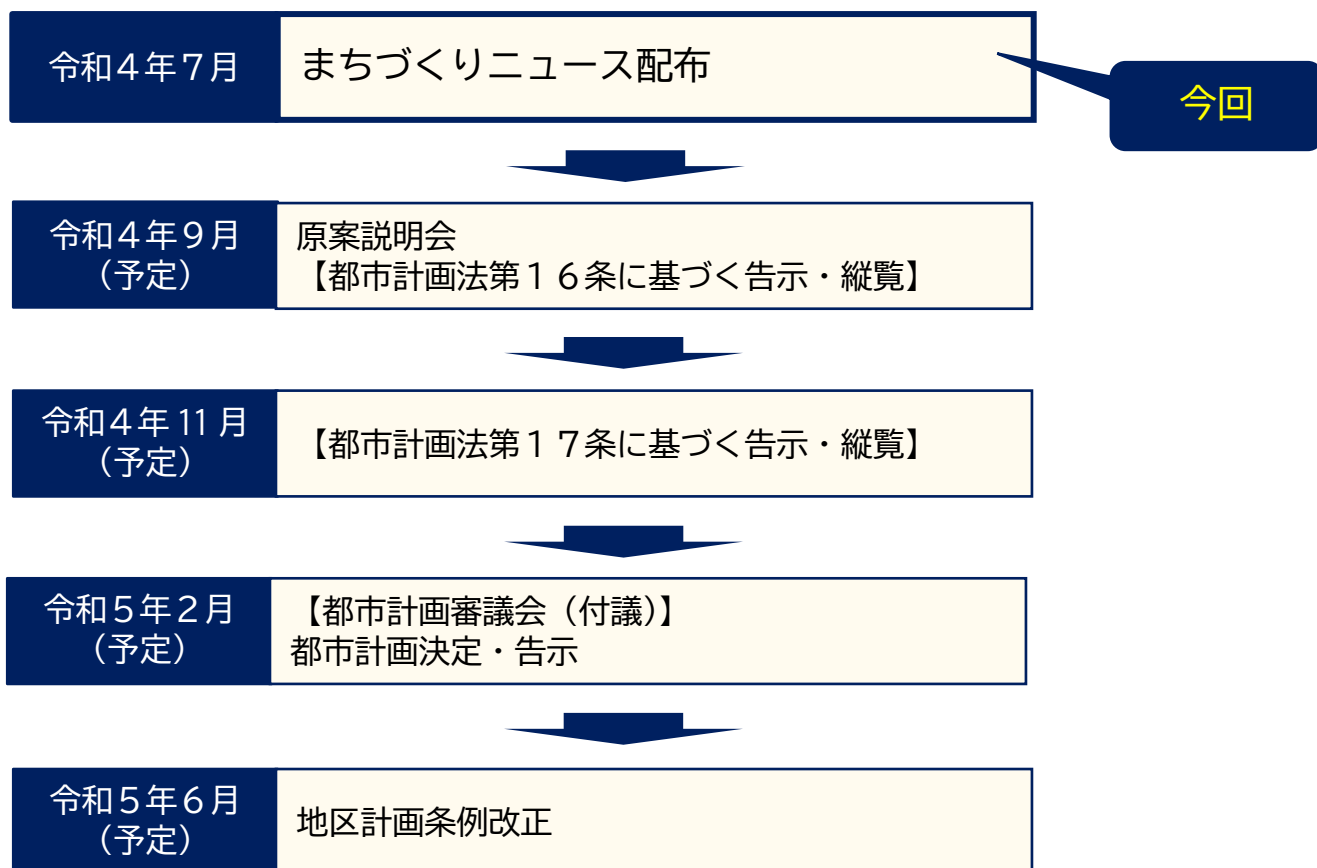 令和４年７月
まちづくりニュース配布
今回
令和４年９月
（予定）
原案説明会
【都市計画法第１６条に基づく告示・縦覧】
令和４年11月
（予定）
【都市計画法第１７条に基づく告示・縦覧】
令和５年２月
（予定）
【都市計画審議会（付議）】
都市計画決定・告示
令和５年６月
（予定）
地区計画条例改正